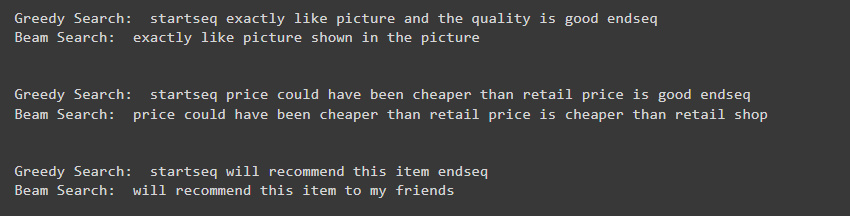 Greedy Search:  startseq exactly like picture and the quality is good endseq
Beam Search:  exactly like picture shown in the picture
Greedy Search:  startseq price could have been cheaper than retail price is good endseq
Beam Search:  price could have been cheaper than retail price is cheaper than retail shop
Greedy Search:  startseq will recommend this item endseq
Beam Search:  will recommend this item to my friends